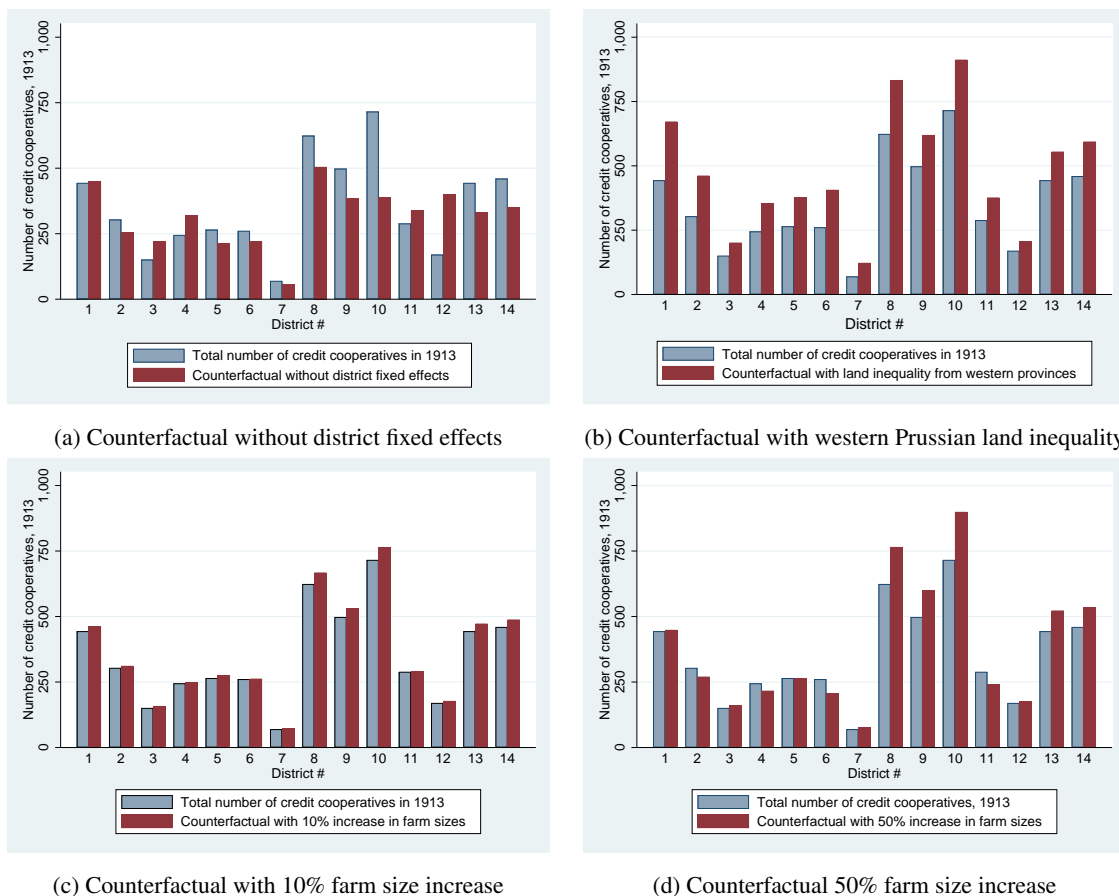 Number of credit cooperatives, 1913
1,000
750
500
250
0
1 2 3 4 5 6 7 8 9 10 11 12 13 14
District #
Total number of credit cooperatives in 1913
Counterfactual without district fixed effects
(a) Counterfactual without district fixed effects
Number of credit cooperatives, 1913
1,000
750
500
250
0
1 2 3 4 5 6 7 8 9 10 11 12 13 14
District #
Total number of credit cooperatives in 1913
Counterfactual with land inequality from western provinces
(b) Counterfactual with western Prussian land inequality
Number of credit cooperatives, 1913
1,000
750
500
250
0
1 2 3 4 5 6 7 8 9 10 11 12 13 14
District #
Total number of credit cooperatives in 1913
Counterfactual with 10% increase in farm sizes
(c) Counterfactual with 10% farm size increase
Number of credit cooperatives, 1913
1,000
750
500
250
0
1 2 3 4 5 6 7 8 9 10 11 12 13 14
District #
Total number of credit cooperatives, 1913
Counterfactual with 50% increase in farm sizes
(d) Counterfactual 50% farm size increase